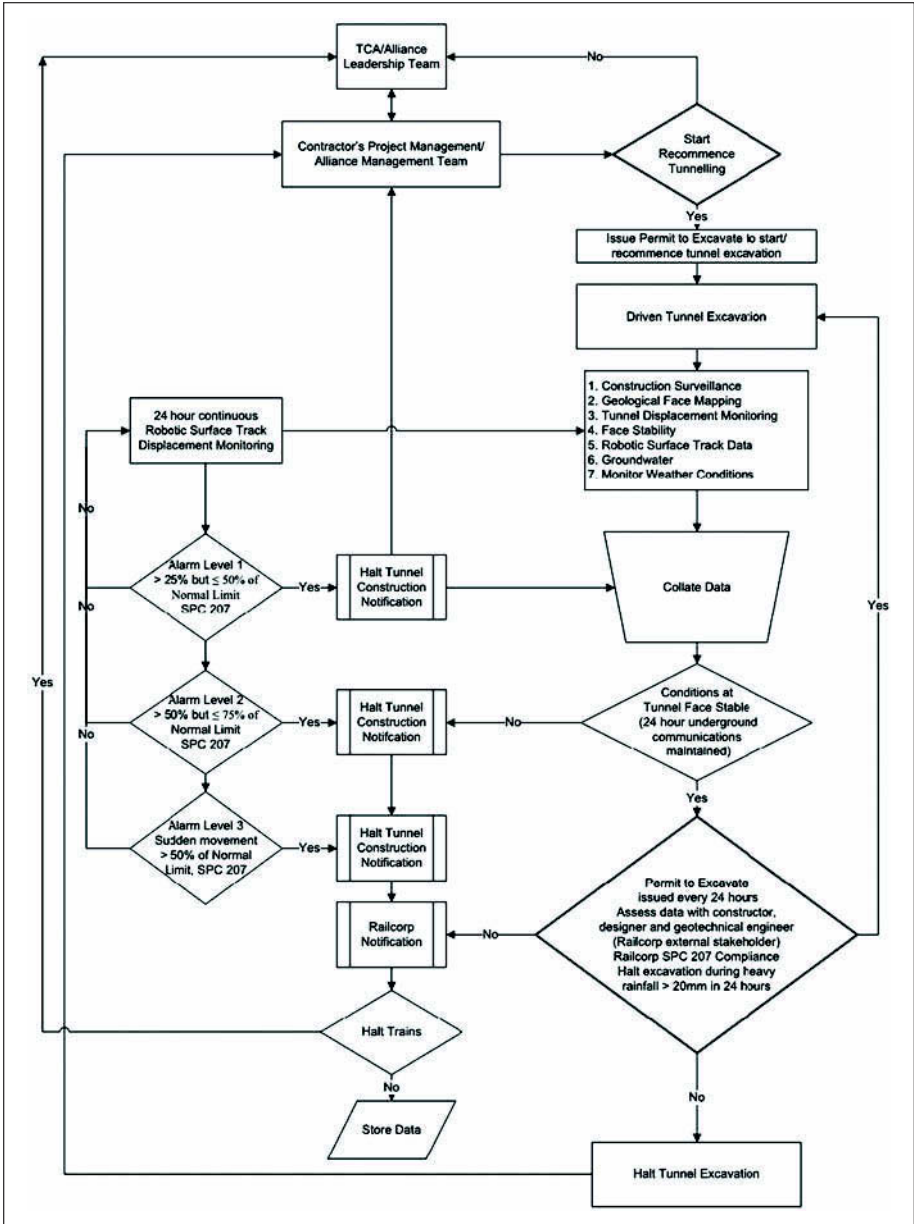 TCA/Alliance
Leadership Team
No
Contractor's Project Management/
Alliance Management Team
Start
Recommence
Tunnelling
Yes
Issue Permit to Excavate to start/
recommence tunnel excavation
Driven Tunnel Excavation
24 hour continuous
Robotic Surface Track
Displacement Monitoring
1. Construction Surveillance
2. Geological Face Mapping
3. Tunnel Displacement Monitoring
4. Face Stability
5. Robotic Surface Track Data
6. Groundwater
7. Monitor Weather Conditions
No
Alarm Level 1
> 25% but ≤ 50% of
Normal Limit
SPC 207
Yes
Halt Tunnel
Construction
Notification
Collate Data
No
Yes
Yes
Alarm Level 2
> 50% but ≤ 75% of
Normal Limit
SPC 207
Yes
Halt Tunnel
Construction
Notifcation
No
Conditions at
Tunnel Face Stable
(24 hour underground
communications
maintained)
No
Yes
Alarm Level 3
Sudden movement
> 50% of Normal
Limit, SPC 207
Yes
Halt Tunnel
Construction
Notification
Railcorp
Notification
No
Permit to Excavate
issued every 24 hours
Assess data with constructor,
designer and geotechnical engineer
(Railcorp external stakeholder)
Railcorp SPC 207 Compliance
Halt excavation during heavy
rainfall > 20mm in 24 hours
Halt Trains
No
No
Store Data
Halt Tunnel Excavation